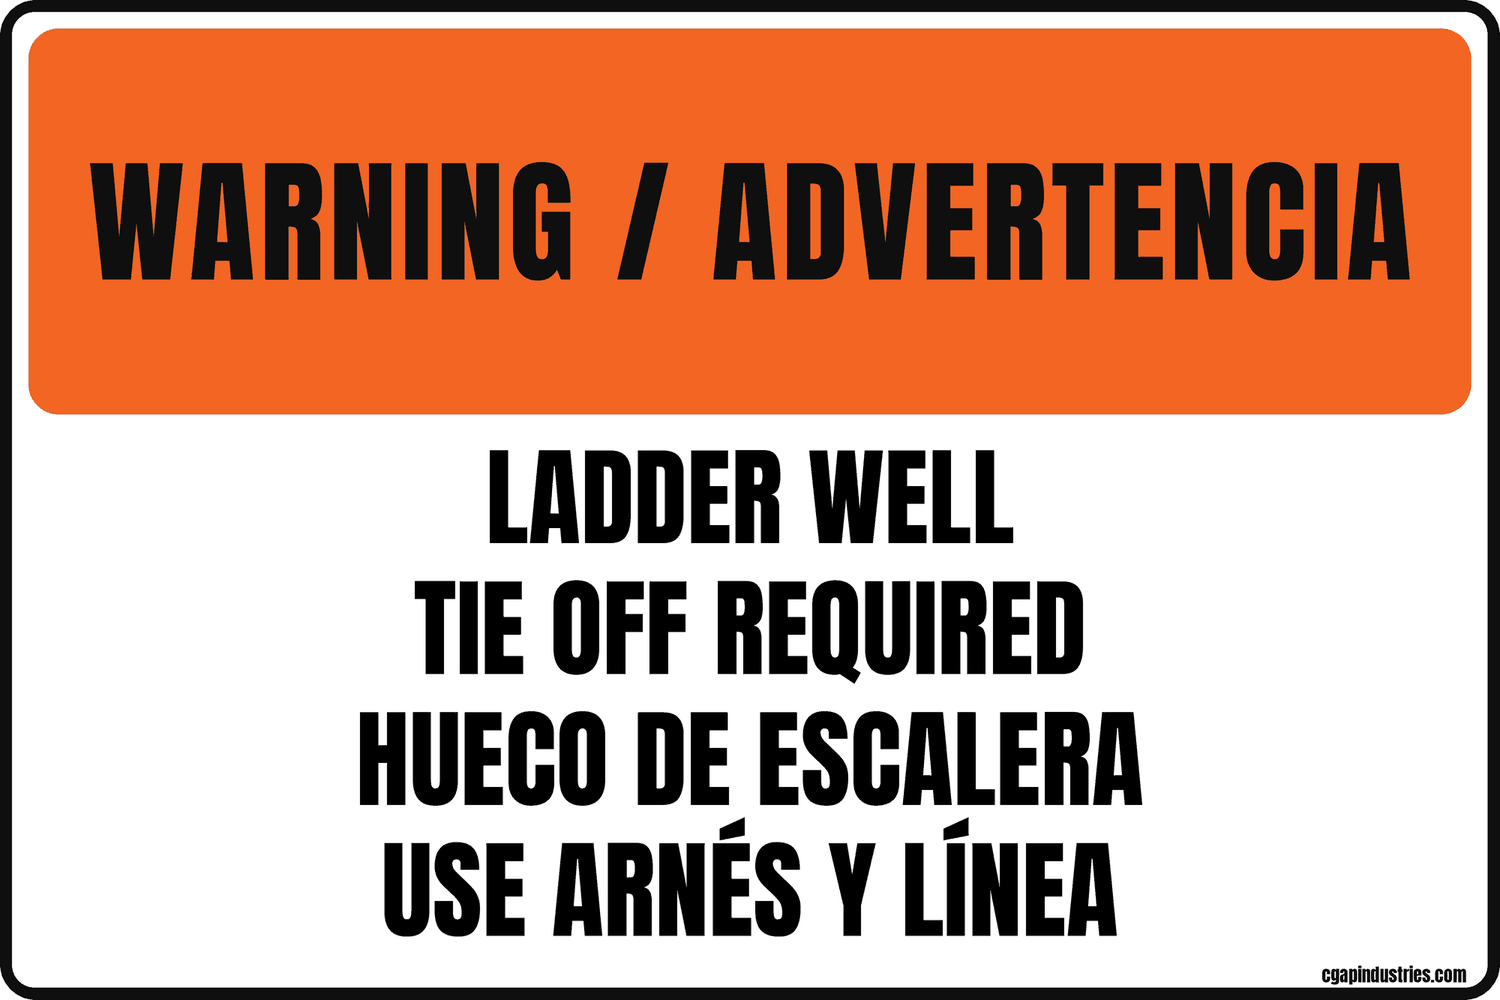 WARNING / ADVERTENCIA
LADDER WELL
TIE OFF REQUIRED
HUECO DE ESCALERA
USE ARNÉS Y LÍNEA
cgapindustries.com